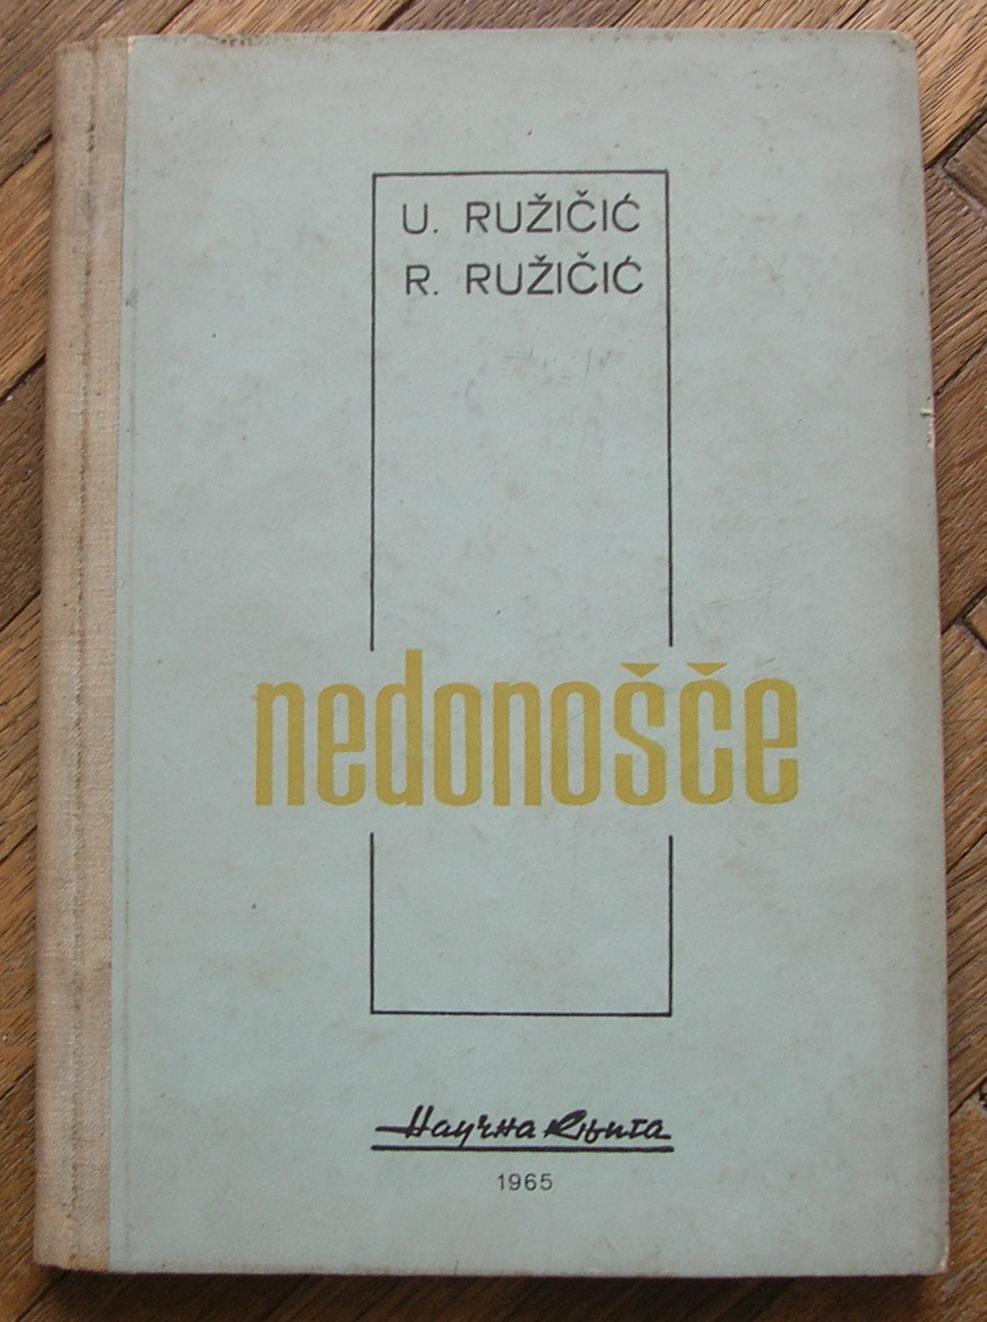 U. RUŽIČIĆ
R. RUŽIČIĆ
nedonošče
Научна Књига
1965